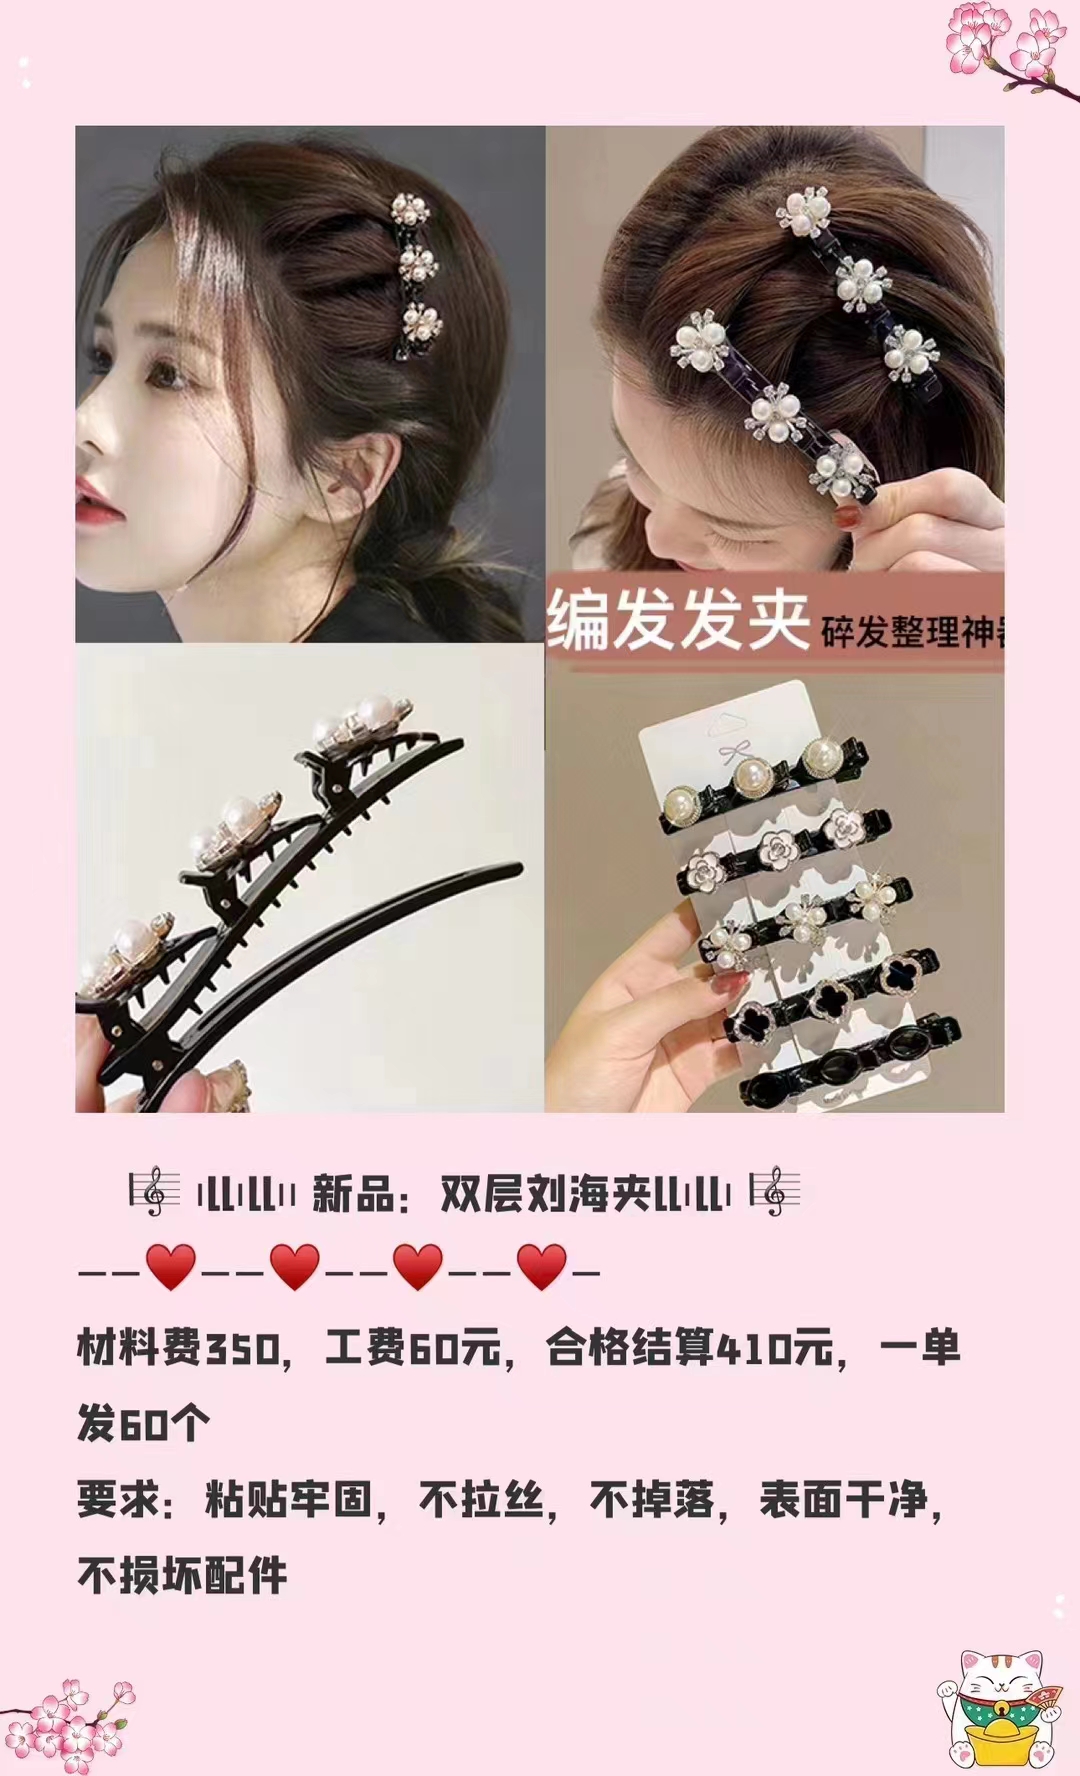 编发发夹 碎发整理神
新品：双层刘海夹
材料费350，工费60元，合格结算410元，一单
发60个
要求：粘贴牢固，不拉丝，不掉落，表面干净，
不损坏配件